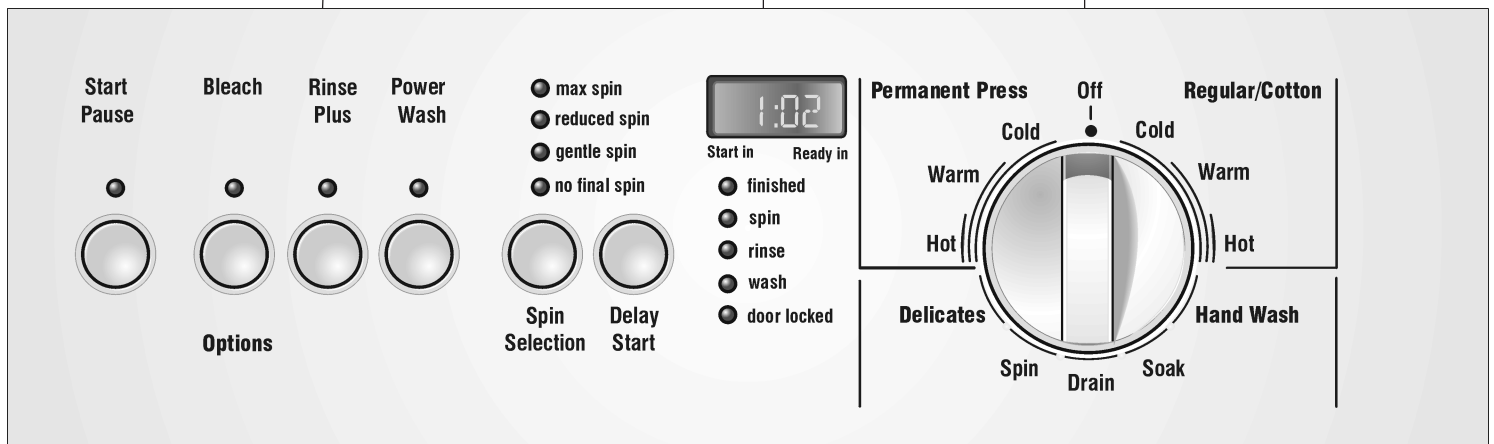 Start
Pause
Bleach
Rinse
Plus
Power
Wash
Options
max spin
reduced spin
gentle spin
no final spin
Spin
Selection
Delay
Start
1:02
Start in
Ready in
finished
spin
rinse
wash
door locked
Permanent Press
Off
Regular/Cotton
Cold
Cold
Warm
Warm
Hot
Hot
Delicates
Hand Wash
Spin
Drain
Soak